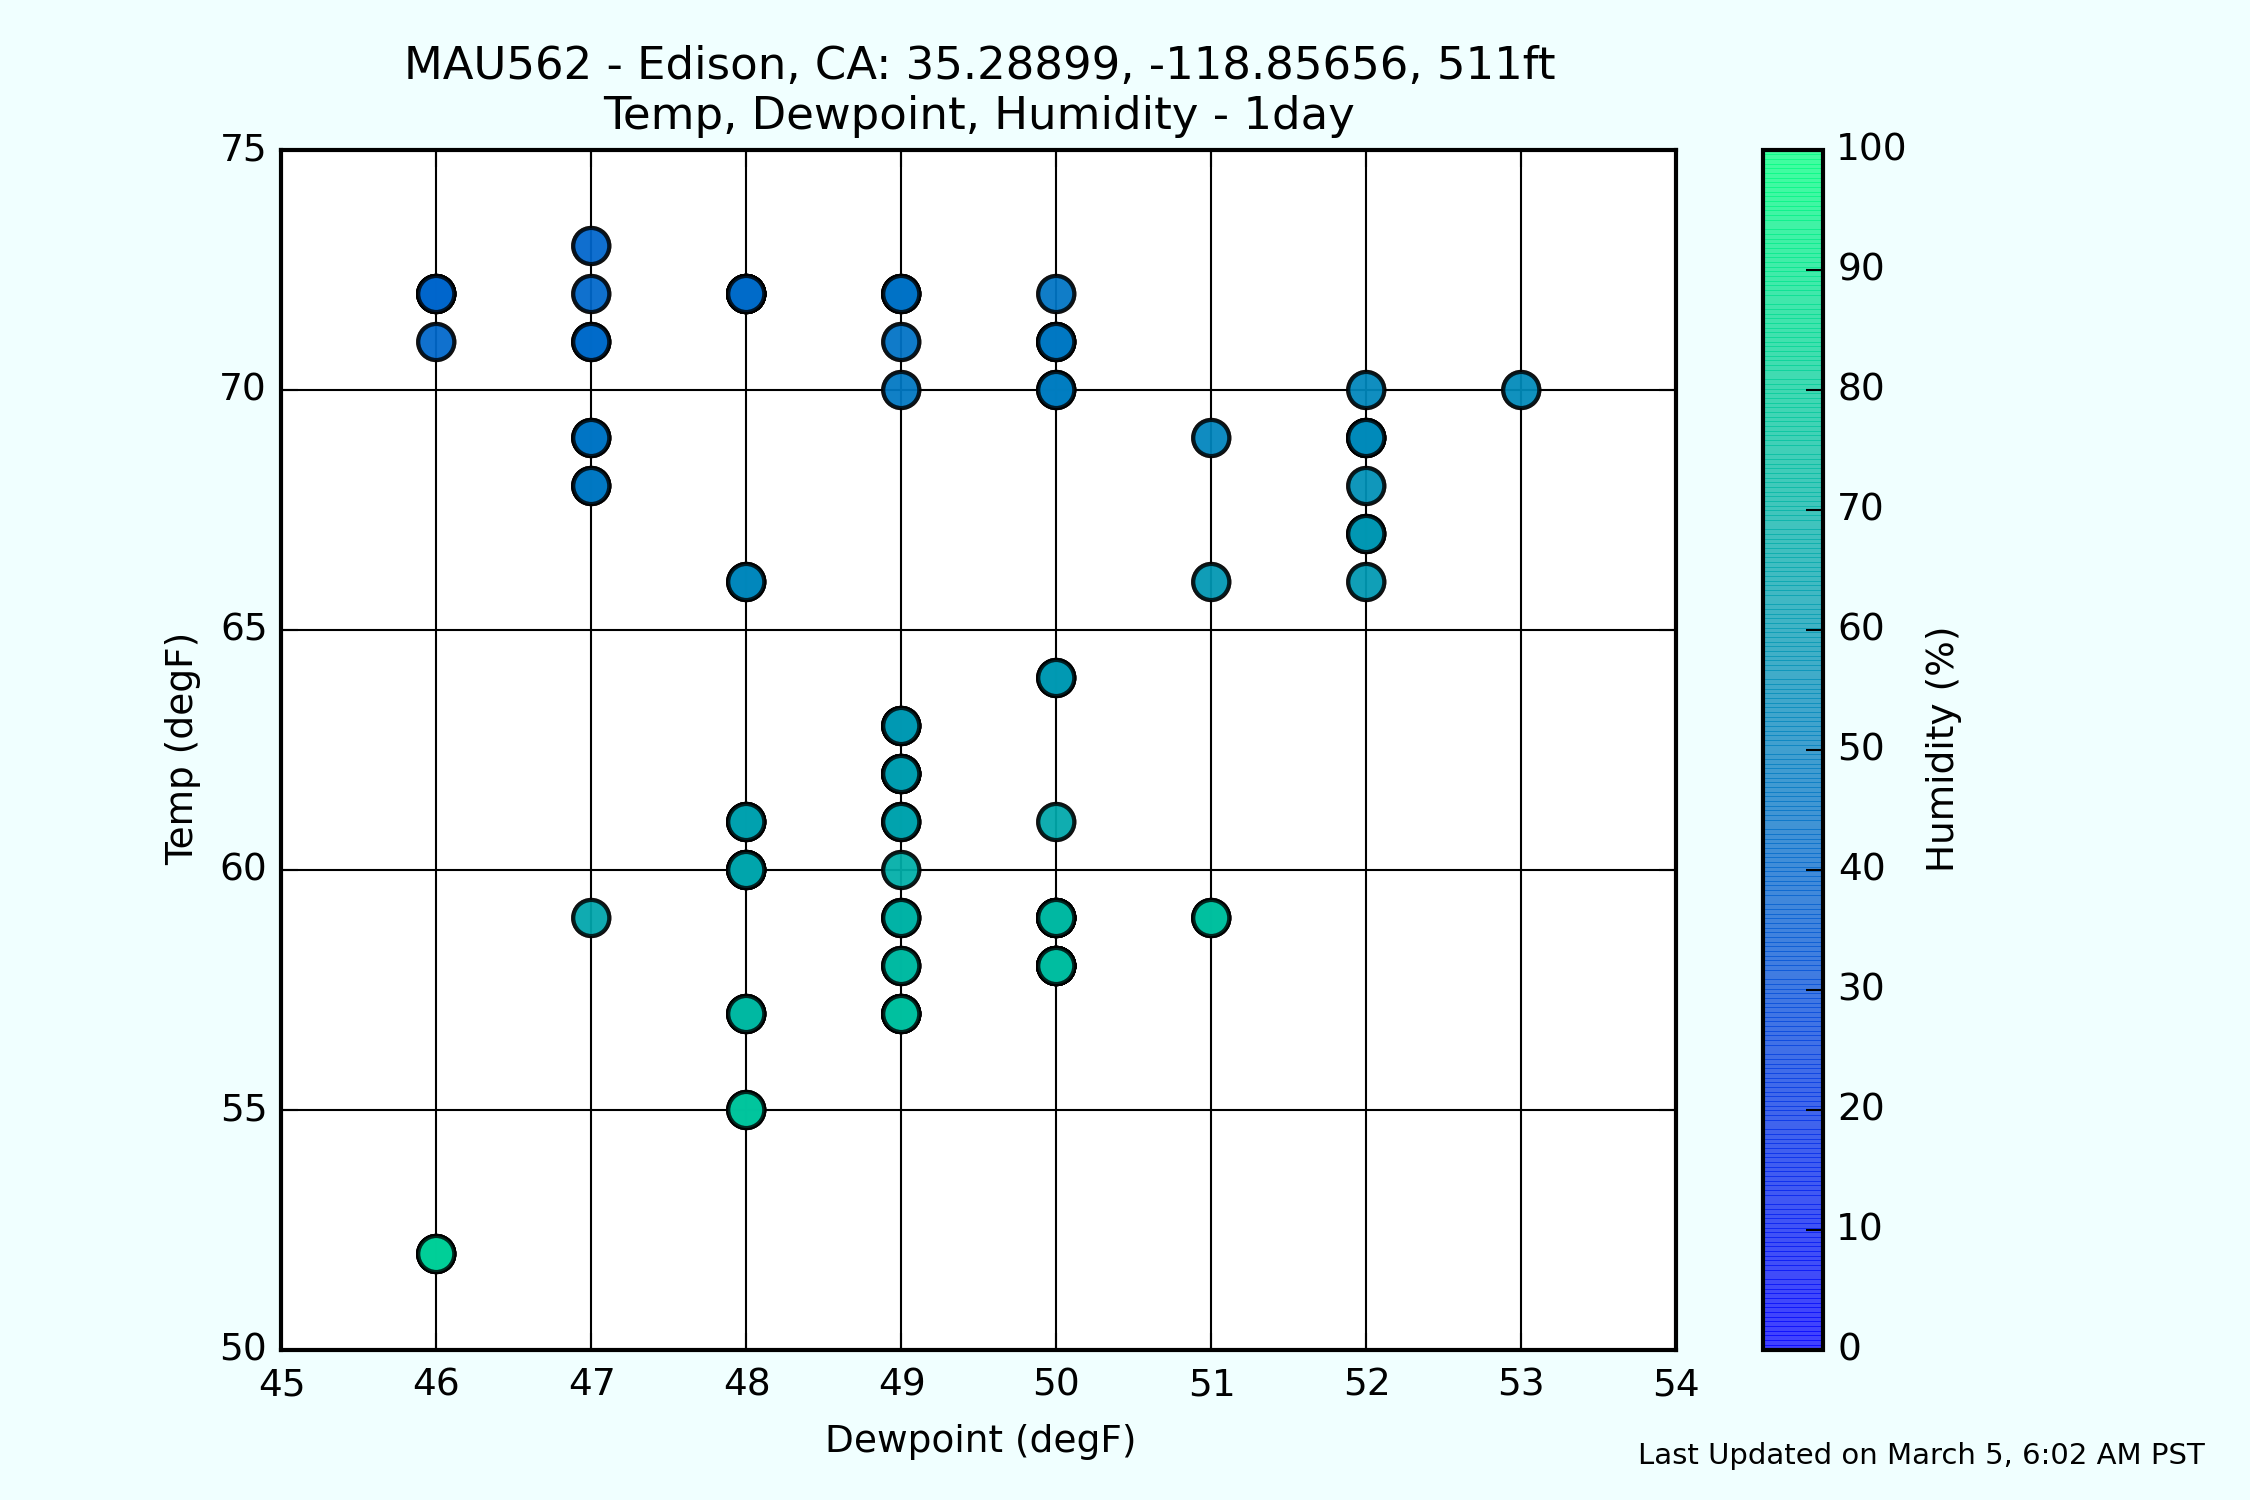 MAU562 - Edison, CA: 35.28899, -118.85656, 511ft
Temp, Dewpoint, Humidity - 1day
75
70
65
60
55
50
Temp (degF)
45 46 47 48 49 50 51 52 53 54
Dewpoint (degF)
100
90
80
70
60
50
40
30
20
10
0
Humidity (%)
Last Updated on March 5, 6:02 AM PST